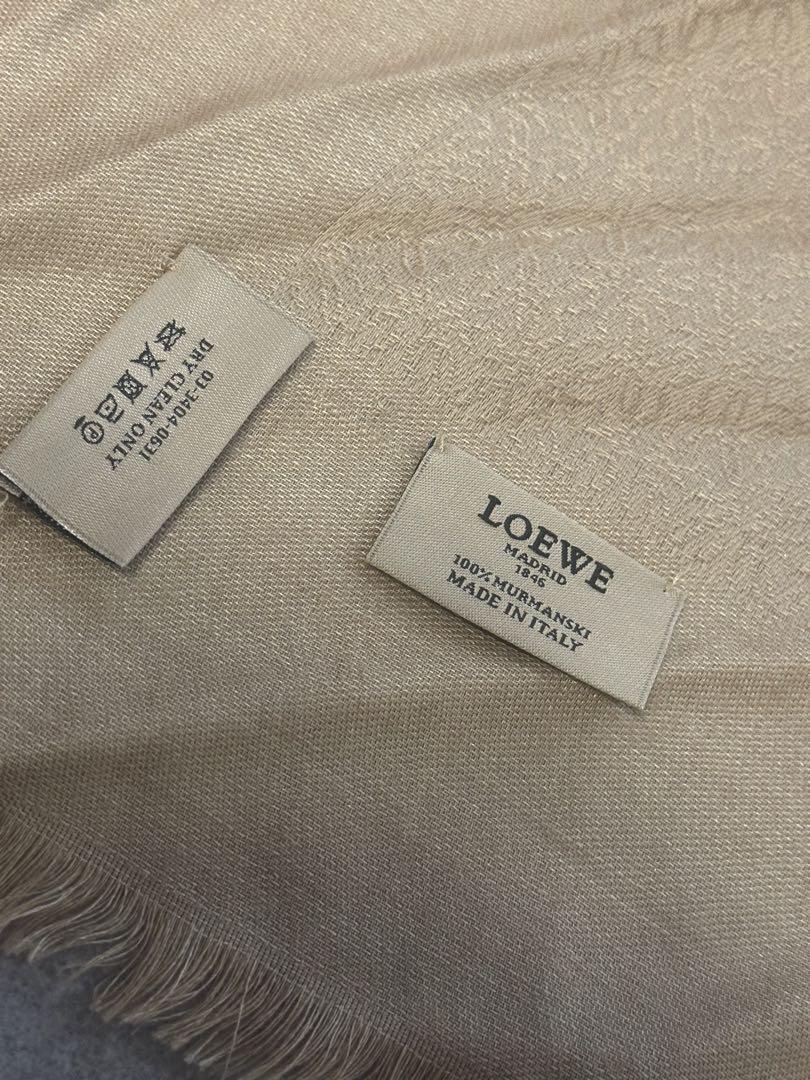 03-3404-0631
DRY CLEAN ONLY
P
LOEWE
MADRID
1846
100% MURMANSKI
MADE IN ITALY